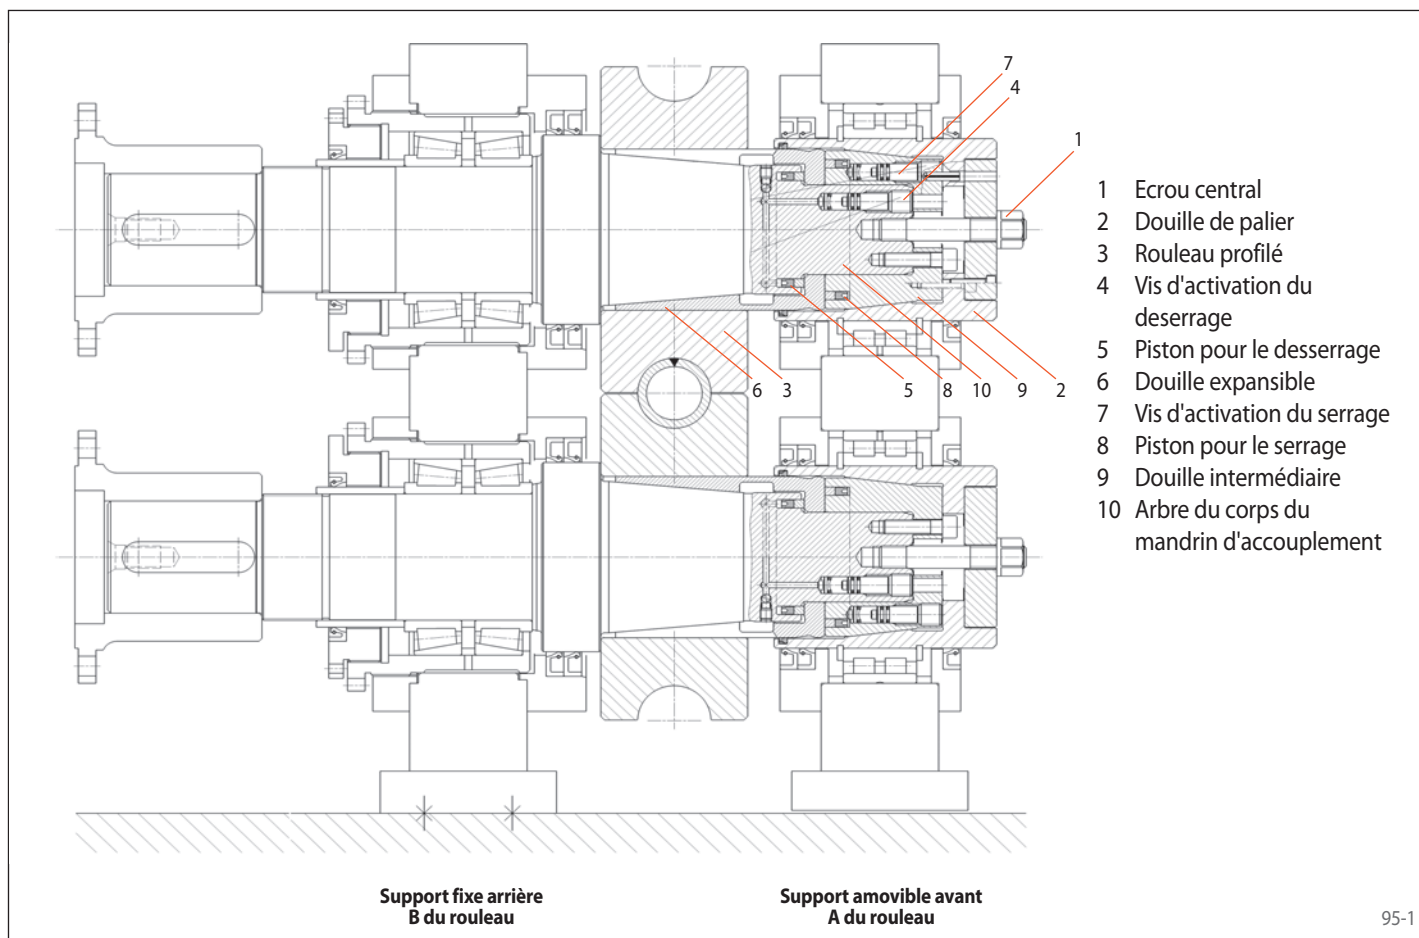 7
4
1
6 3 5 8 10 9 2
1 Ecrou central
2 Douille de palier
3 Rouleau profilé
4 Vis d'activation du
deserrage
5 Piston pour le desserrage
6 Douille expansible
7 Vis d'activation du serrage
8 Piston pour le serrage
9 Douille intermédiaire
10 Arbre du corps du
mandrin d'accouplement
Support fixe arrière
B du rouleau
Support amovible avant
A du rouleau
95-1